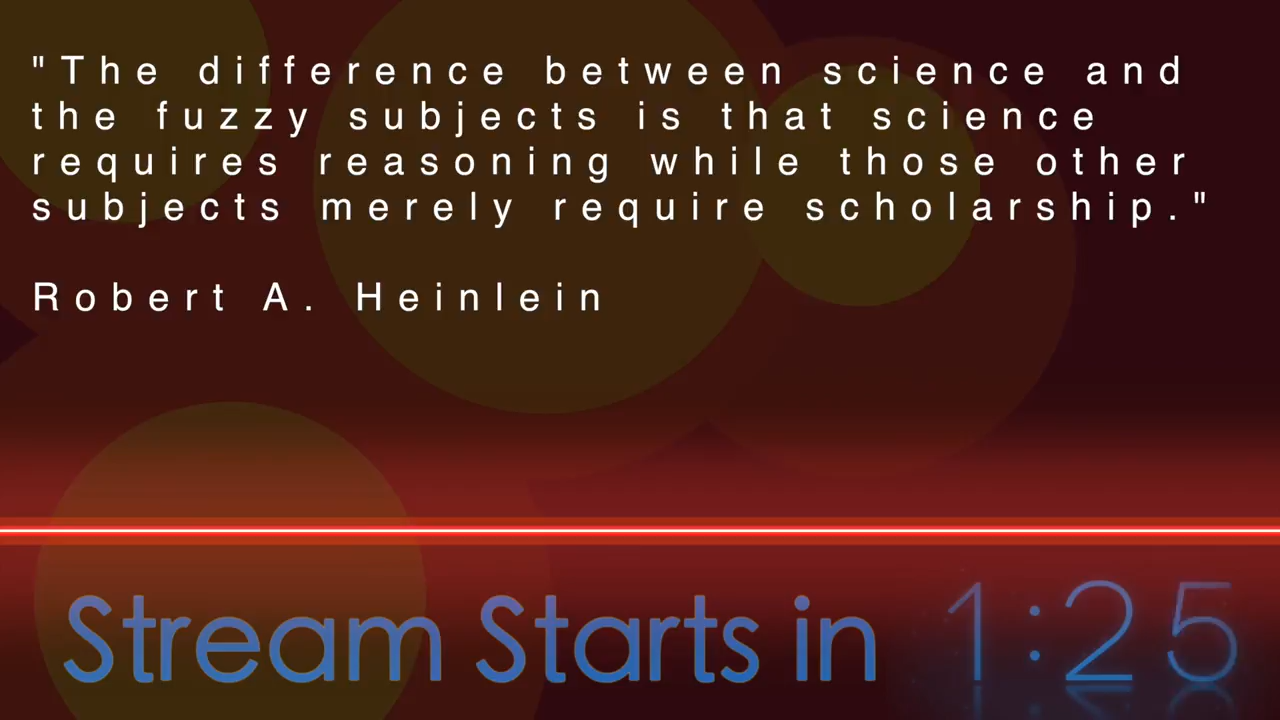 "The difference between science and
the fuzzy subjects is that science
requires reasoning while those other
subjects merely require scholarship."
Robert A. Heinlein
Stream Starts in 1:25